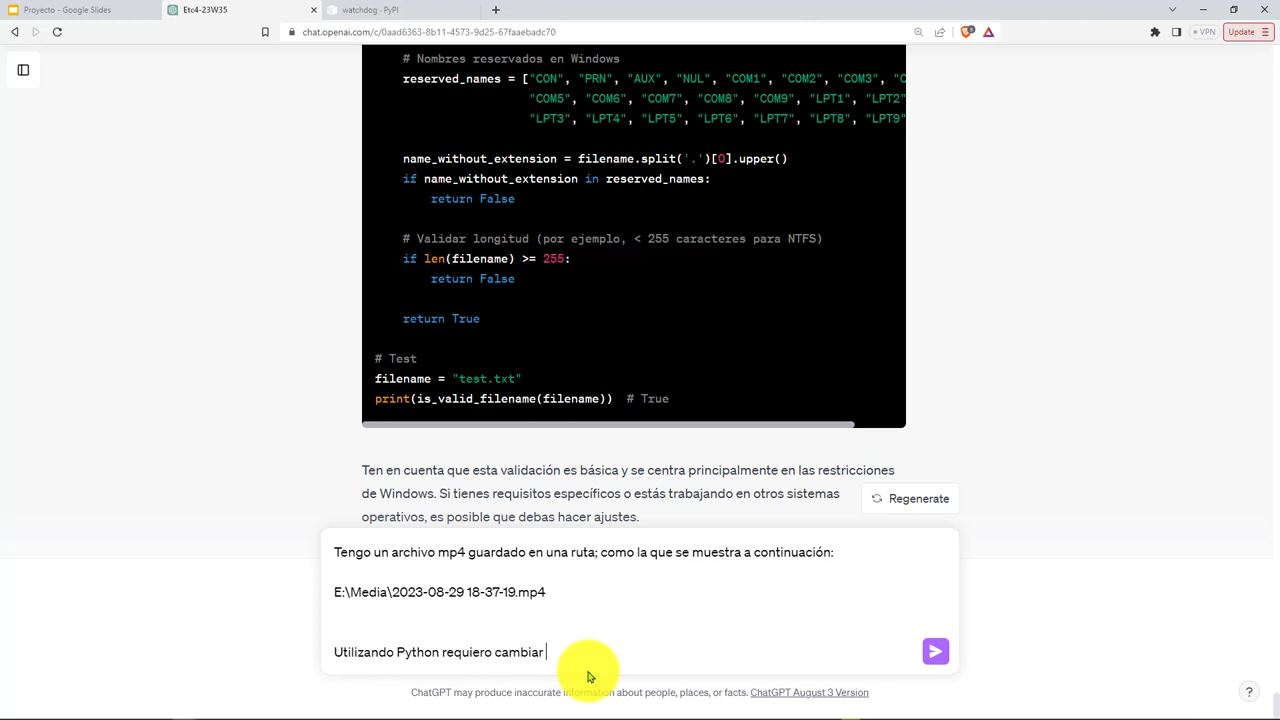 Proyecto - Google Slides
Etc4-23W35
watchdog · PyPI
chat.openai.com/c/0aad6363-8b11-4573-9d25-67faaebadc70
VPN
Update
# Nombres reservados en Windows
reserved_names = ["CON", "PRN", "AUX", "NUL", "COM1", "COM2", "COM3", "C
"COM5", "COM6", "COM7", "COM8", "COM9", "LPT1", "LPT2"
"LPT3", "LPT4", "LPT5", "LPT6", "LPT7", "LPT8", "LPT9"
name_without_extension = filename.split('.')[0].upper()
if name_without_extension in reserved_names:
return False
# Validar longitud (por ejemplo, < 255 caracteres para NTFS)
if len(filename) >= 255:
return False
return True
# Test
filename = "test.txt"
print(is_valid_filename(filename))  # True
Ten en cuenta que esta validación es básica y se centra principalmente en las restricciones
de Windows. Si tienes requisitos específicos o estás trabajando en otros sistemas
operativos, es posible que debas hacer ajustes.
Regenerate
Tengo un archivo mp4 guardado en una ruta; como la que se muestra a continuación:
E:\Media\2023-08-29 18-37-19.mp4
Utilizando Python requiero cambiar
ChatGPT may produce inaccurate information about people, places, or facts. ChatGPT August 3 Version
?